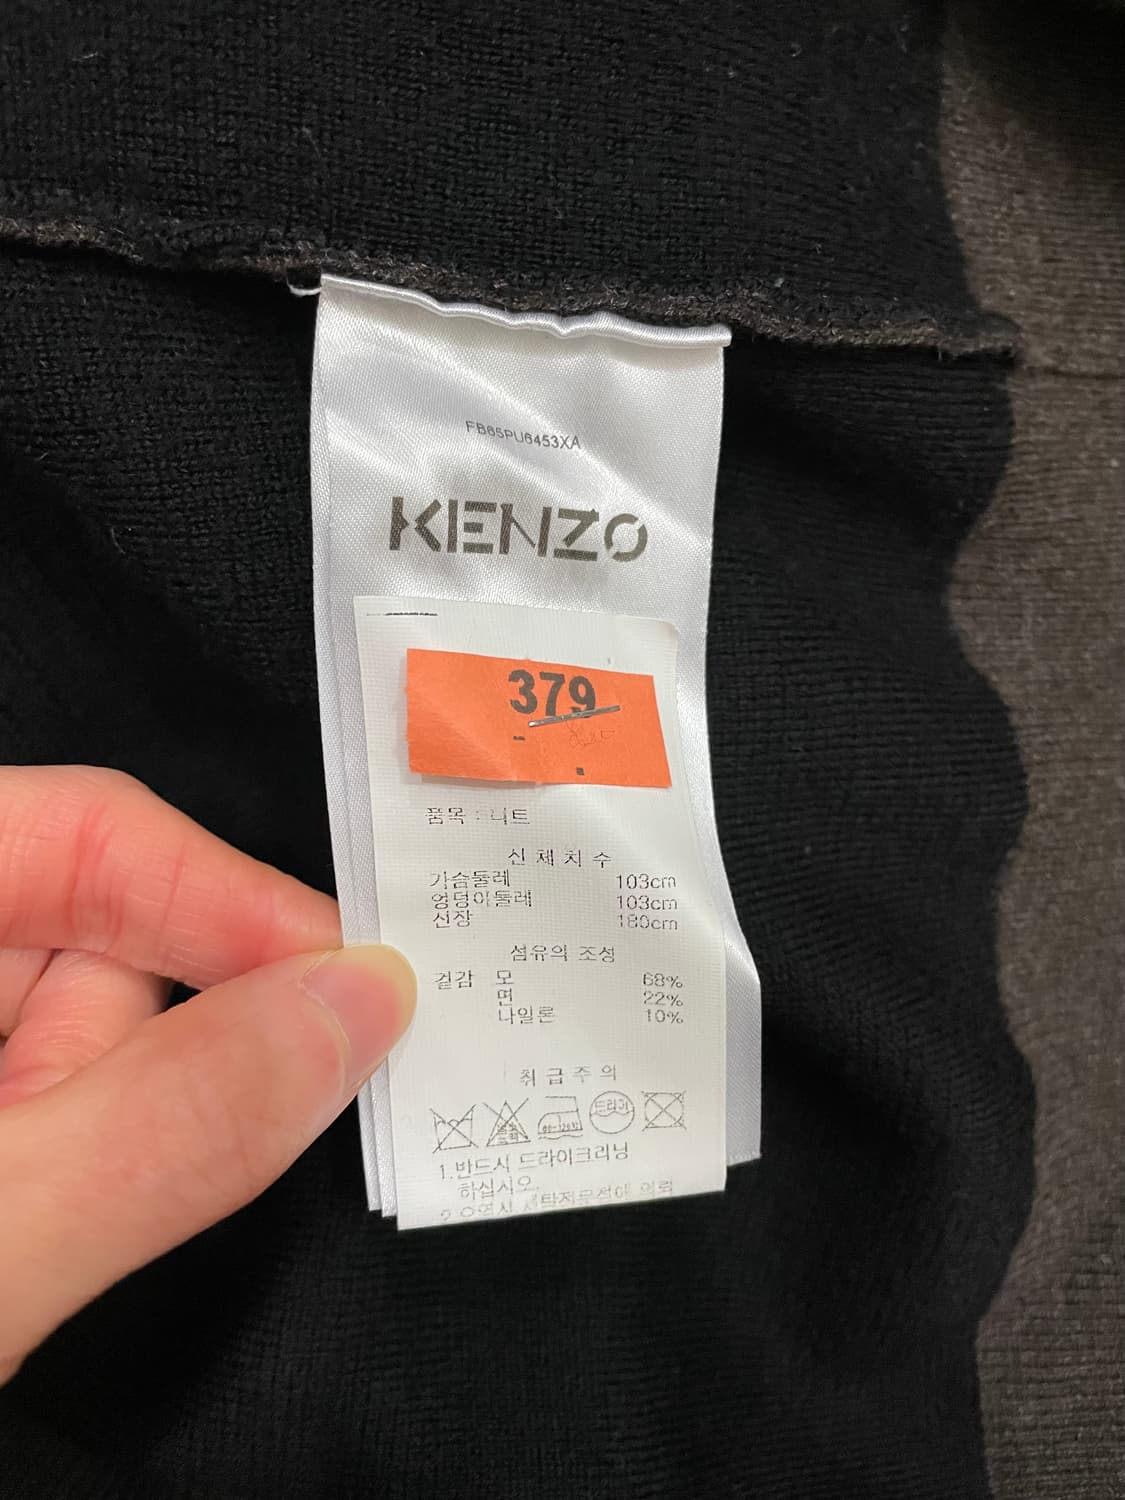 FB65PU6453XA
KENZO
379
품목 : 니트
신체치수
가슴둘레 103cm
엉덩이둘레 103cm
신장 180cm
섬유의 조성
겉감 모 68%
면 22%
나일론 10%
취급주의
드라이
1.반드시 드라이크리닝
하십시오.